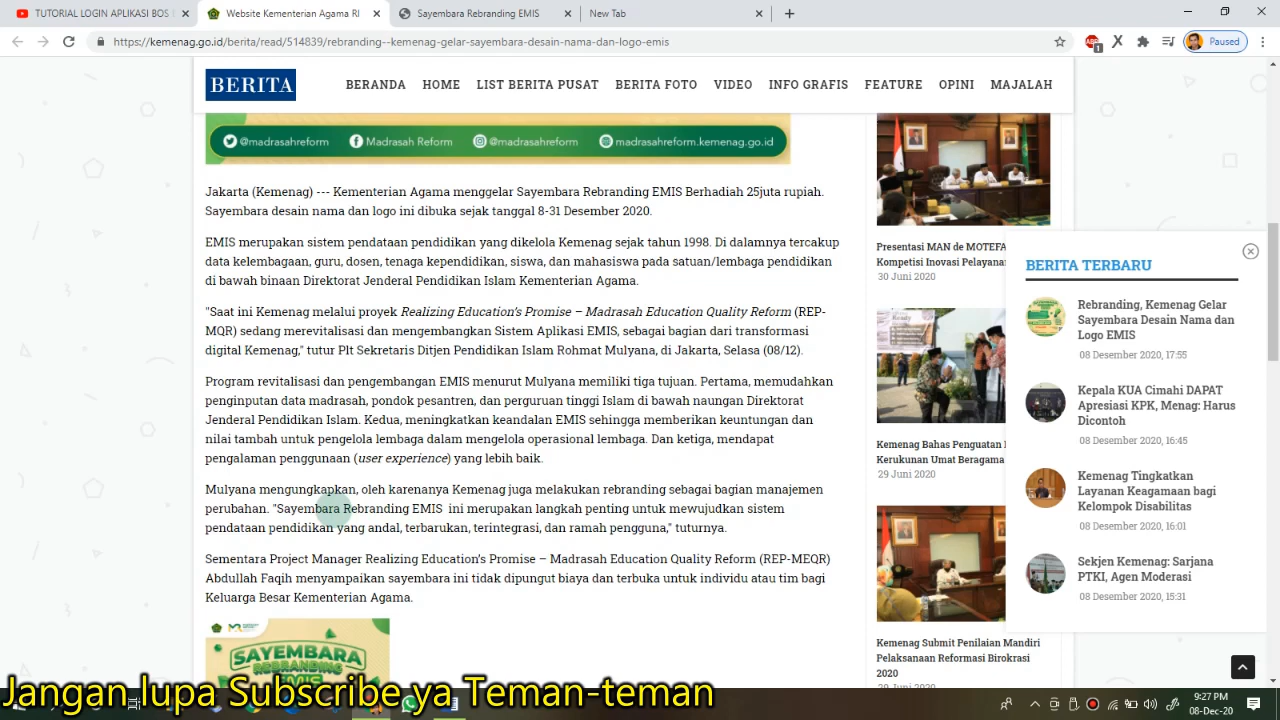 TUTORIAL LOGIN APLIKASI BOS M
Website Kementerian Agama RI
Sayembara Rebranding EMIS
New Tab
https://kemenag.go.id/berita/read/514839/rebranding--kemenag-gelar-sayembara-desain-nama-dan-logo-emis
ABP
1
Paused
BERITA
BERANDA HOME LIST BERITA PUSAT BERITA FOTO VIDEO INFO GRAFIS FEATURE OPINI MAJALAH
@madrasahreform Madrasah Reform @madrasahreform madrasahreform.kemenag.go.id
Jakarta (Kemenag) --- Kementerian Agama menggelar Sayembara Rebranding EMIS Berhadiah 25juta rupiah.
Sayembara desain nama dan logo ini dibuka sejak tanggal 8-31 Desember 2020.
EMIS merupakan sistem pendataan pendidikan yang dikelola Kemenag sejak tahun 1998. Di dalamnya tercakup
data kelembagaan, guru, dosen, tenaga kependidikan, siswa, dan mahasiswa pada satuan/lembaga pendidikan
di bawah binaan Direktorat Jenderal Pendidikan Islam Kementerian Agama.
"Saat ini Kemenag melalui proyek Realizing Education's Promise – Madrasah Education Quality Reform (REP-
MQR) sedang merevitalisasi dan mengembangkan Sistem Aplikasi EMIS, sebagai bagian dari transformasi
digital Kemenag," tutur Plt Sekretaris Ditjen Pendidikan Islam Rohmat Mulyana, di Jakarta, Selasa (08/12).
Program revitalisasi dan pengembangan EMIS menurut Mulyana memiliki tiga tujuan. Pertama, memudahkan
penginputan data madrasah, pondok pesantren, dan perguruan tinggi Islam di bawah naungan Direktorat
Jenderal Pendidikan Islam. Kedua, meningkatkan keandalan EMIS sehingga memberikan keuntungan dan
nilai tambah untuk pengelola lembaga dalam mengelola operasional lembaga. Dan ketiga, mendapat
pengalaman penggunaan (user experience) yang lebih baik.
Mulyana mengungkapkan, oleh karenanya Kemenag juga melakukan rebranding sebagai bagian manajemen
perubahan. "Sayembara Rebranding EMIS ini merupakan langkah penting untuk mewujudkan sistem
pendataan pendidikan yang andal, terbarukan, terintegrasi, dan ramah pengguna," tuturnya.
Sementara Project Manager Realizing Education's Promise – Madrasah Education Quality Reform (REP-MEQR)
Abdullah Faqih menyampaikan sayembara ini tidak dipungut biaya dan terbuka untuk individu atau tim bagi
Keluarga Besar Kementerian Agama.
SAYEMBARA
REBRANDING
EMIS
Presentasi MAN de MOTEFA
Kompetisi Inovasi Pelayanan
30 Juni 2020
Kemenag Bahas Penguatan
Kerukunan Umat Beragama
29 Juni 2020
Kemenag Submit Penilaian Mandiri
Pelaksanaan Reformasi Birokrasi
2020
29 Juni 2020
BERITA TERBARU
Rebranding, Kemenag Gelar
Sayembara Desain Nama dan
Logo EMIS
08 Desember 2020, 17:55
Kepala KUA Cimahi DAPAT
Apresiasi KPK, Menag: Harus
Dicontoh
08 Desember 2020, 16:45
Kemenag Tingkatkan
Layanan Keagamaan bagi
Kelompok Disabilitas
08 Desember 2020, 16:01
Sekjen Kemenag: Sarjana
PTKI, Agen Moderasi
08 Desember 2020, 15:31
Jangan lupa Subscribe ya Teman-teman
9:27 PM
08-Dec-20